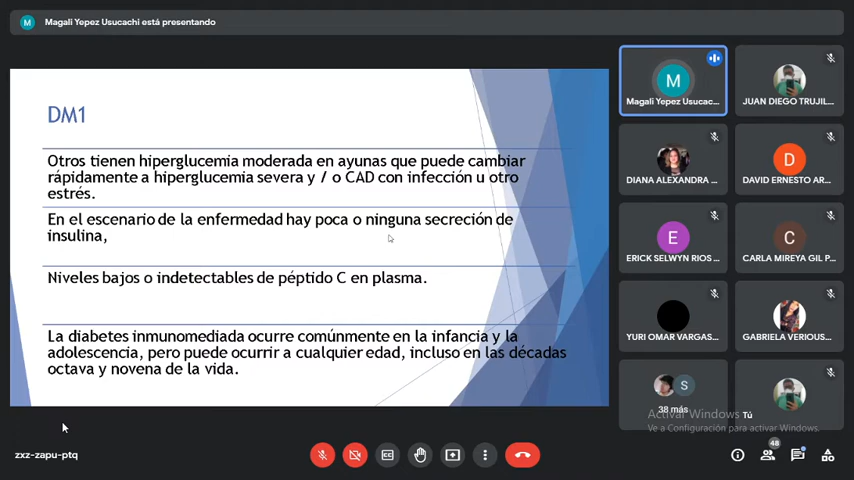 Magali Yepez Usucachi está presentando
DM1
Otros tienen hiperglucemia moderada en ayunas que puede cambiar
rápidamente a hiperglucemia severa y / o CAD con infección u otro
estrés.
En el escenario de la enfermedad hay poca o ninguna secreción de
insulina,
Niveles bajos o indetectables de péptido C en plasma.
La diabetes inmunomediada ocurre comúnmente en la infancia y la
adolescencia, pero puede ocurrir a cualquier edad, incluso en las décadas
octava y novena de la vida.
M
Magali Yepez Usucac...
JUAN DIEGO TRUJIL...
DIANA ALEXANDRA ...
D
DAVID ERNESTO AR...
E
ERICK SELWYN RIOS ...
C
CARLA MIREYA GIL P...
YURI OMAR VARGAS...
GABRIELA VERIOUS...
S
38 más
Tú
Activar Windows
Ve a Configuración para activar Windows.
M
zxz-zapu-ptq
CC
48